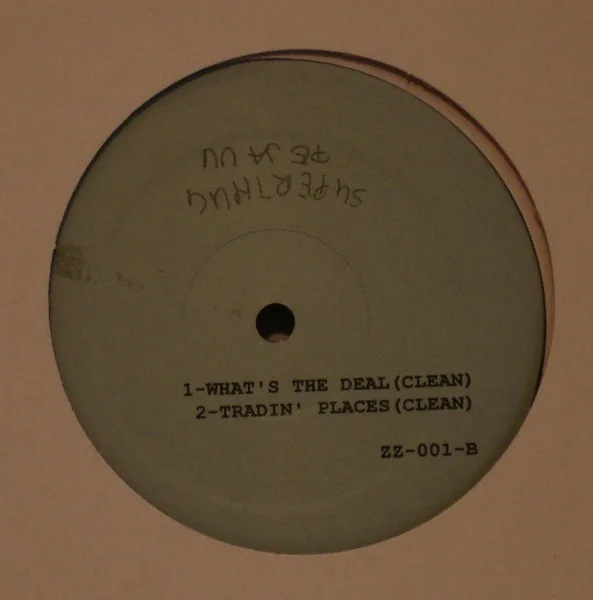 SUPERTHUG
DE JA VU
1-WHAT'S THE DEAL(CLEAN)
2-TRADIN' PLACES(CLEAN)
ZZ-001-B